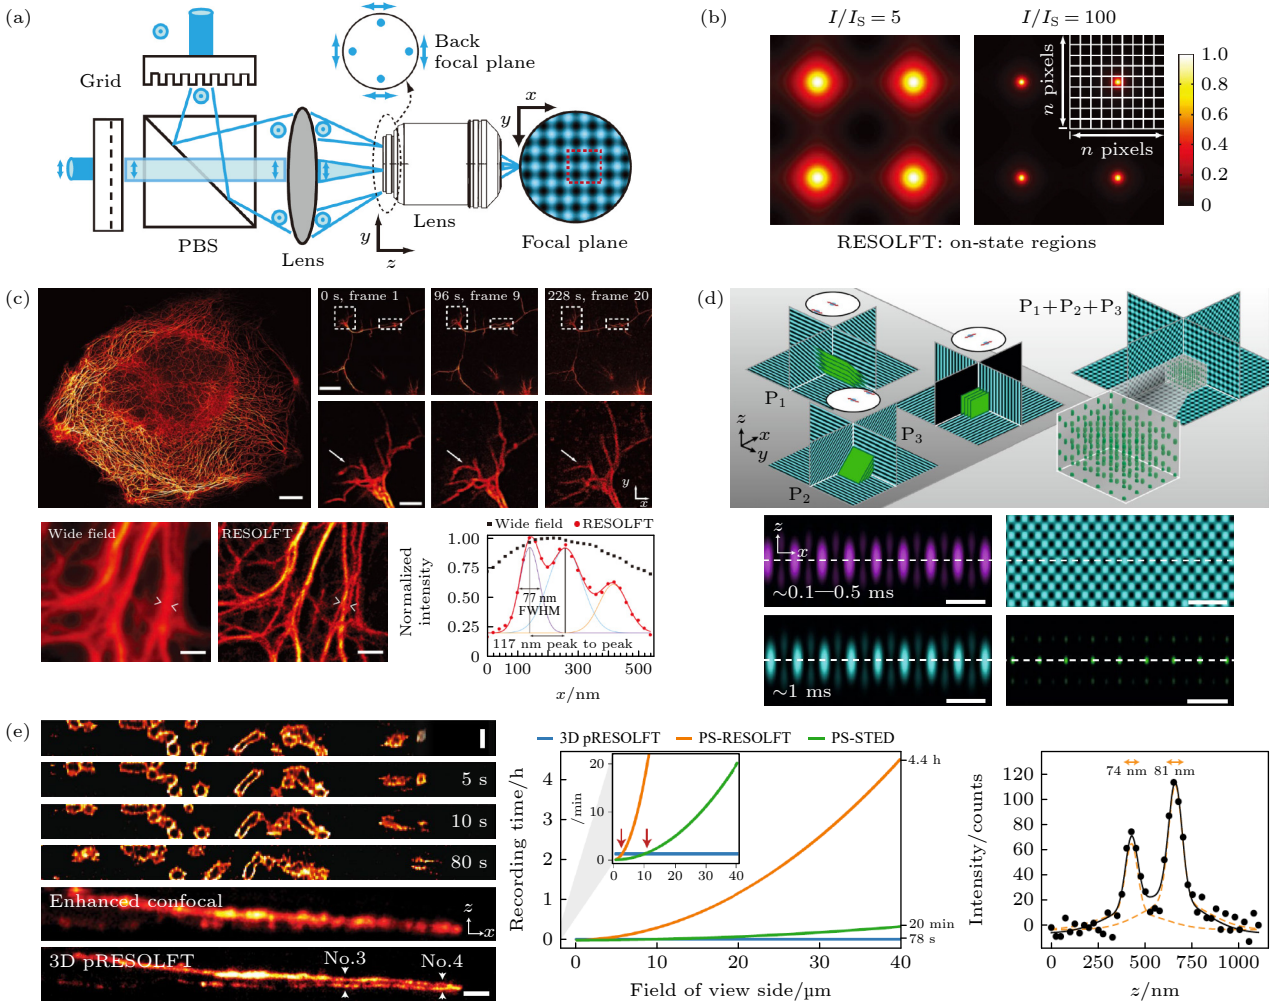 (a)
Grid
PBS
Lens
Back
focal plane
Lens
y
z
x
y
Focal plane
(b)
I/I_S = 5
I/I_S = 100
n pixels
n pixels
1.0
0.8
0.6
0.4
0.2
0
RESOLFT: on-state regions
(c)
0 s, frame 1
96 s, frame 9
228 s, frame 20
y
x
Wide field
RESOLFT
Wide field
RESOLFT
Normalized
intensity
1.00
0.75
0.50
0.25
0
77 nm
FWHM
117 nm peak to peak
0
300
500
x/nm
(d)
P₁
P₂
P₃
P₁+P₂+P₃
z
x
y
z
x
~0.1—0.5 ms
~1 ms
(e)
5 s
10 s
80 s
Enhanced confocal
z
x
3D pRESOLFT
No.3
No.4
3D pRESOLFT
PS-RESOLFT
PS-STED
Recording time/h
4
3
2
1
0
/min
20
10
0
0
10
20
40
4.4 h
20 min
78 s
0
10
20
30
40
Field of view side/µm
Intensity/counts
120
100
80
60
40
20
0
74 nm
81 nm
0
250
500
750
1000
z/nm